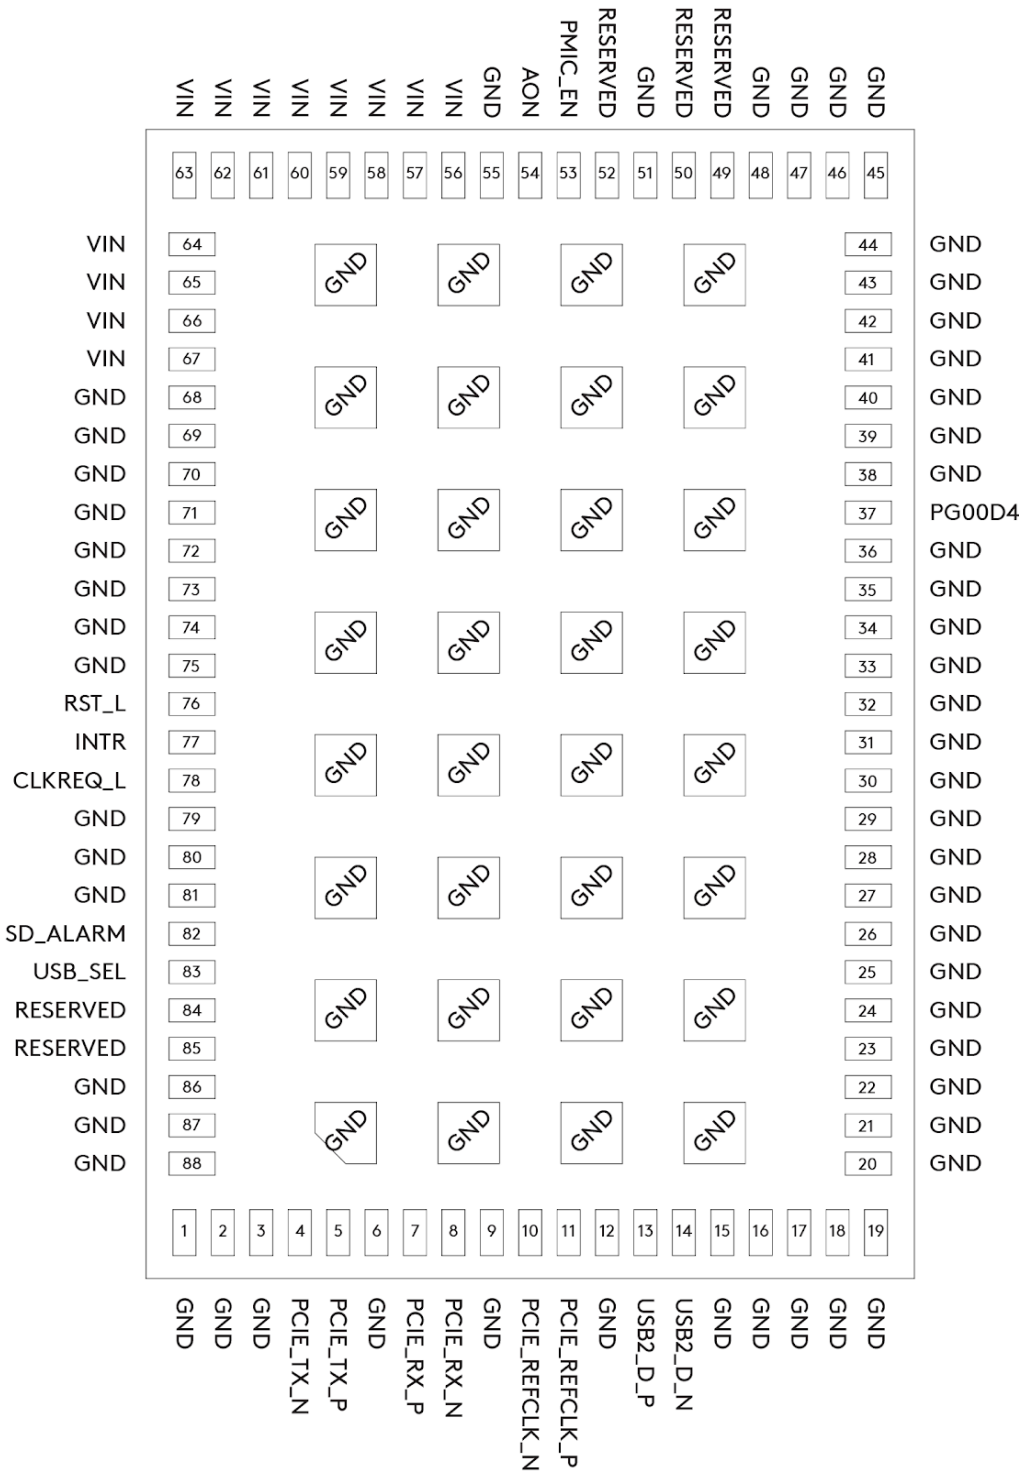 VIN VIN VIN VIN VIN VIN VIN VIN GND AON PMIC_EN RESERVED GND RESERVED RESERVED GND GND GND GND
63 62 61 60 59 58 57 56 55 54 53 52 51 50 49 48 47 46 45
VIN 64 44 GND
GND GND GND GND
VIN 65 43 GND
VIN 66 42 GND
VIN 67 41 GND
GND 68 GND GND GND GND 40 GND
GND 69 39 GND
GND 70 38 GND
GND 71 GND GND GND GND 37 PG00D4
GND 72 36 GND
GND 73 35 GND
GND 74 34 GND
GND GND GND GND
GND 75 33 GND
RST_L 76 32 GND
INTR 77 31 GND
GND GND GND GND
CLKREQ_L 78 30 GND
GND 79 29 GND
GND 80 28 GND
GND 81 GND GND GND GND 27 GND
SD_ALARM 82 26 GND
USB_SEL 83 25 GND
RESERVED 84 GND GND GND GND 24 GND
RESERVED 85 23 GND
GND 86 22 GND
GND 87 21 GND
GND GND GND GND
GND 88 20 GND
1 2 3 4 5 6 7 8 9 10 11 12 13 14 15 16 17 18 19
GND GND GND PCIE_TX_N PCIE_TX_P GND PCIE_RX_P PCIE_RX_N GND PCIE_REFCLK_N PCIE_REFCLK_P GND USB2_D_P USB2_D_N GND GND GND GND GND